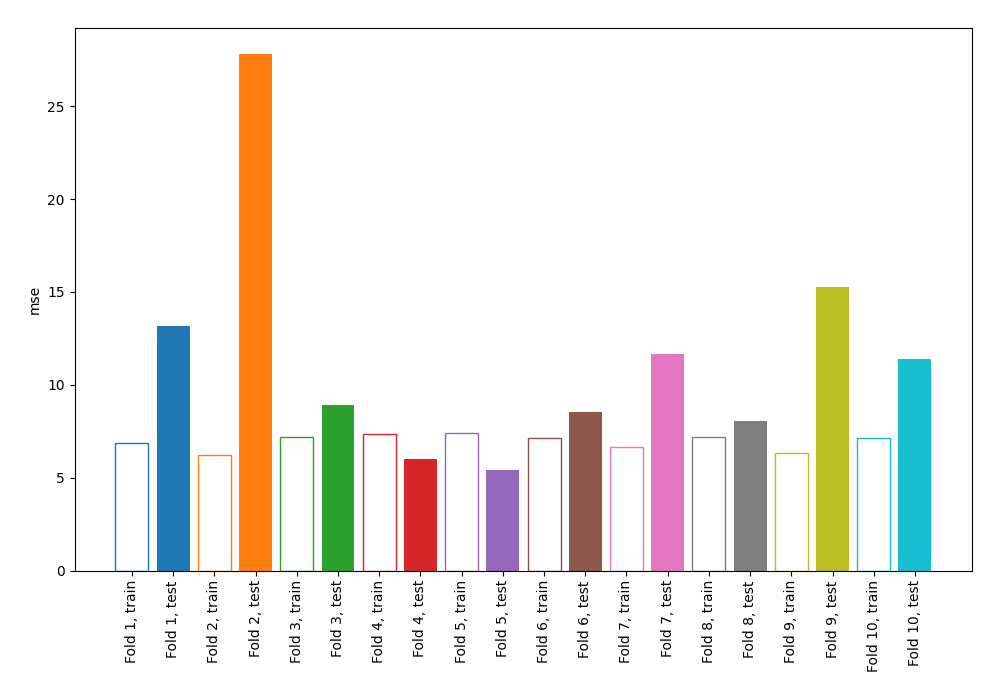 25
20
15
10
5
0
mse
Fold 1, train
Fold 1, test
Fold 2, train
Fold 2, test
Fold 3, train
Fold 3, test
Fold 4, train
Fold 4, test
Fold 5, train
Fold 5, test
Fold 6, train
Fold 6, test
Fold 7, train
Fold 7, test
Fold 8, train
Fold 8, test
Fold 9, train
Fold 9, test
Fold 10, train
Fold 10, test